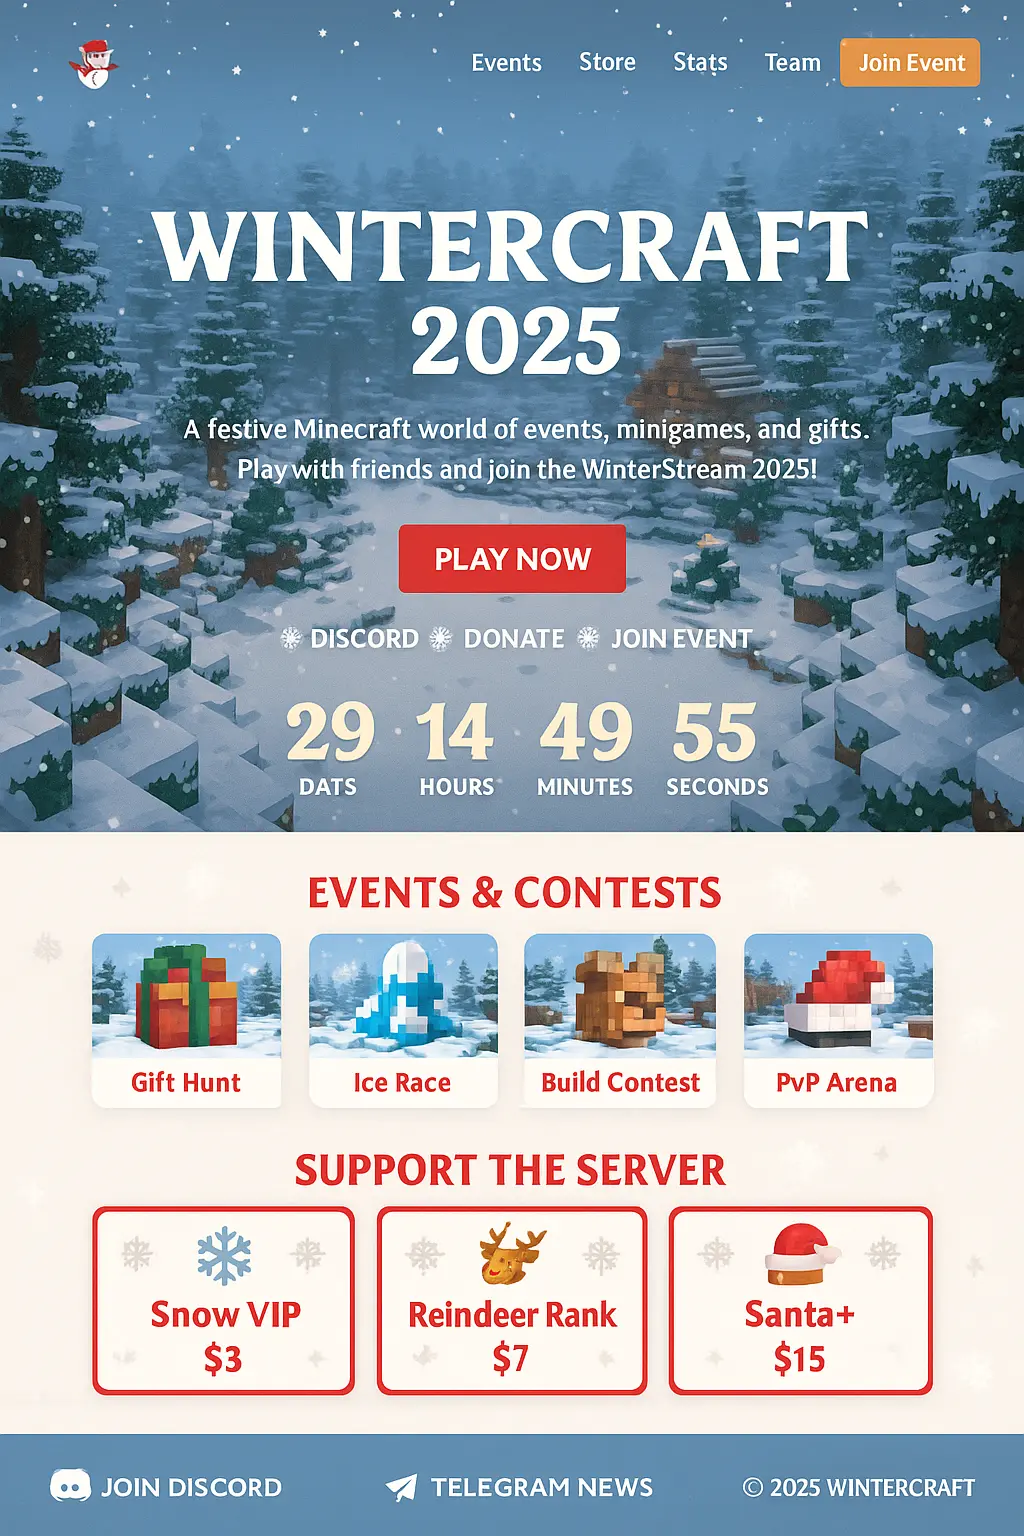 Events Store Stats Team Join Event
WINTERCRAFT
2025
A festive Minecraft world of events, minigames, and gifts.
Play with friends and join the WinterStream 2025!
PLAY NOW
DISCORD DONATE JOIN EVENT
29 14 49 55
DATS HOURS MINUTES SECONDS
EVENTS & CONTESTS
Gift Hunt Ice Race Build Contest PvP Arena
SUPPORT THE SERVER
Snow VIP Reindeer Rank Santa+
$3 $7 $15
JOIN DISCORD TELEGRAM NEWS © 2025 WINTERCRAFT